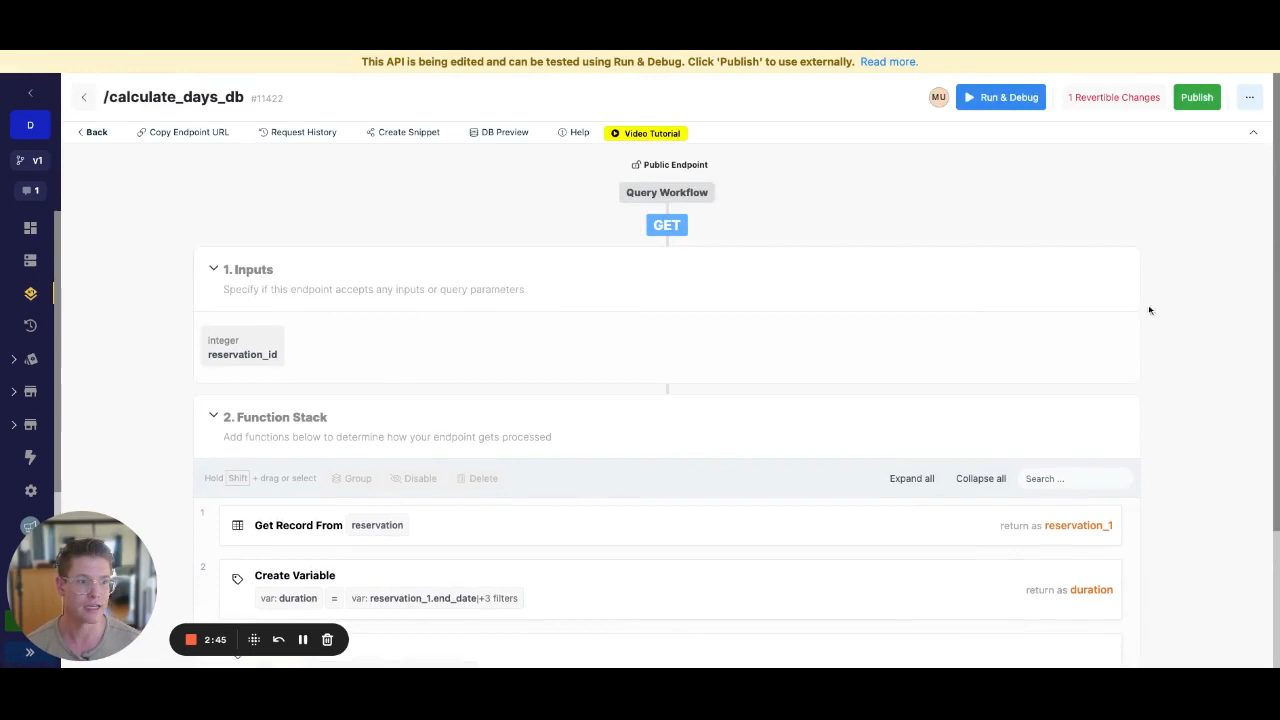 This API is being edited and can be tested using Run & Debug. Click 'Publish' to use externally. Read more.
/calculate_days_db #11422
MU Run & Debug 1 Revertible Changes Publish ...
D
Back Copy Endpoint URL Request History Create Snippet DB Preview Help Video Tutorial
v1
Public Endpoint
1
Query Workflow
GET
1. Inputs
Specify if this endpoint accepts any inputs or query parameters
Integer
reservation_id
2. Function Stack
Add functions below to determine how your endpoint gets processed
Hold Shift + drag or select Group Disable Delete Expand all Collapse all Search ...
1
Get Record From reservation return as reservation_1
2
Create Variable
var: duration = var: reservation_1.end_date|+3 filters return as duration
2:45